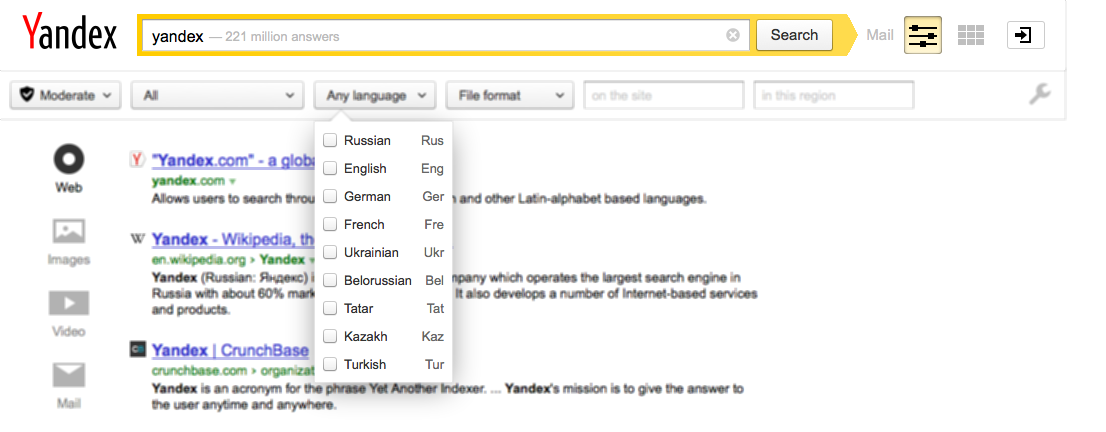 Yandex
yandex — 221 million answers
Search
Mail
Moderate
All
Any language
File format
on the site
in this region
Russian Rus
English Eng
German Ger
French Fre
Ukrainian Ukr
Belorussian Bel
Tatar Tat
Kazakh Kaz
Turkish Tur
Web
Images
Video
Mail
"Yandex.com" - a globa
yandex.com
Allows users to search throu and other Latin-alphabet based languages.
Yandex - Wikipedia, th
en.wikipedia.org › Yandex
Yandex (Russian: Яндекс) i mpany which operates the largest search engine in
Russia with about 60% mark It also develops a number of Internet-based services
and products.
Yandex | CrunchBase
crunchbase.com › organizat
Yandex is an acronym for the phrase Yet Another Indexer. ... Yandex's mission is to give the answer to
the user anytime and anywhere.